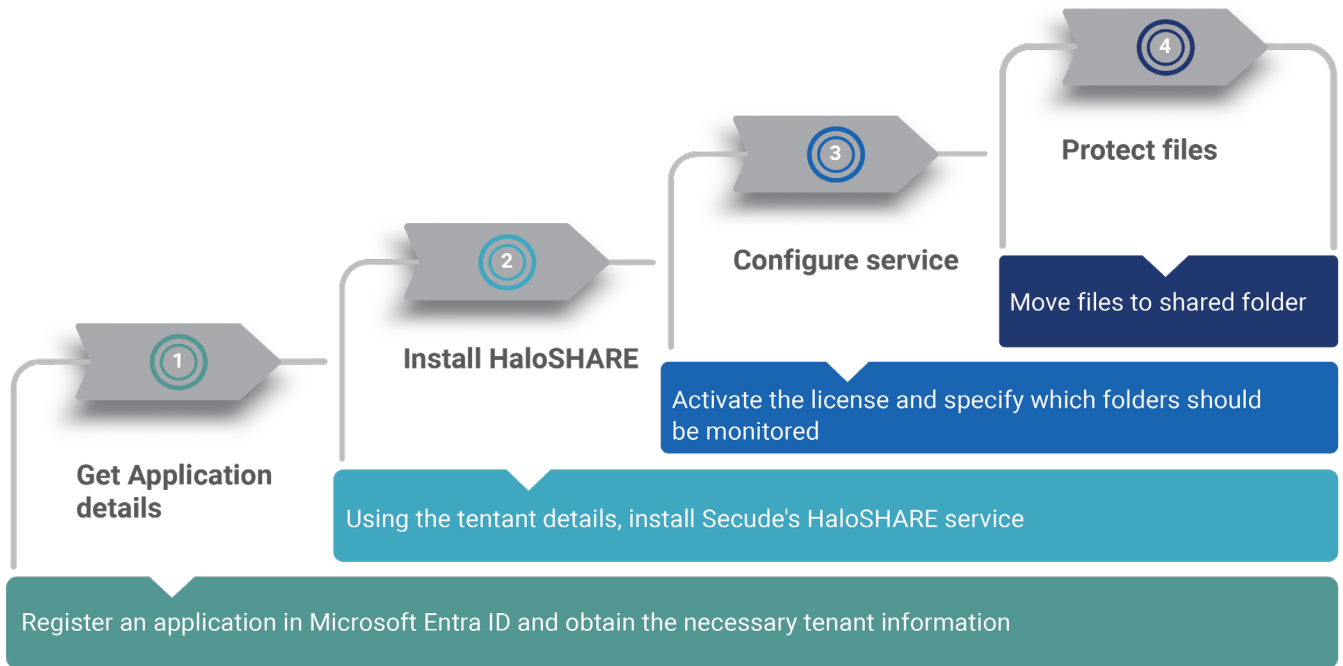 1
Get Application
details
Register an application in Microsoft Entra ID and obtain the necessary tenant information
2
Install HaloSHARE
Using the tentant details, install Secude's HaloSHARE service
3
Configure service
Activate the license and specify which folders should
be monitored
4
Protect files
Move files to shared folder